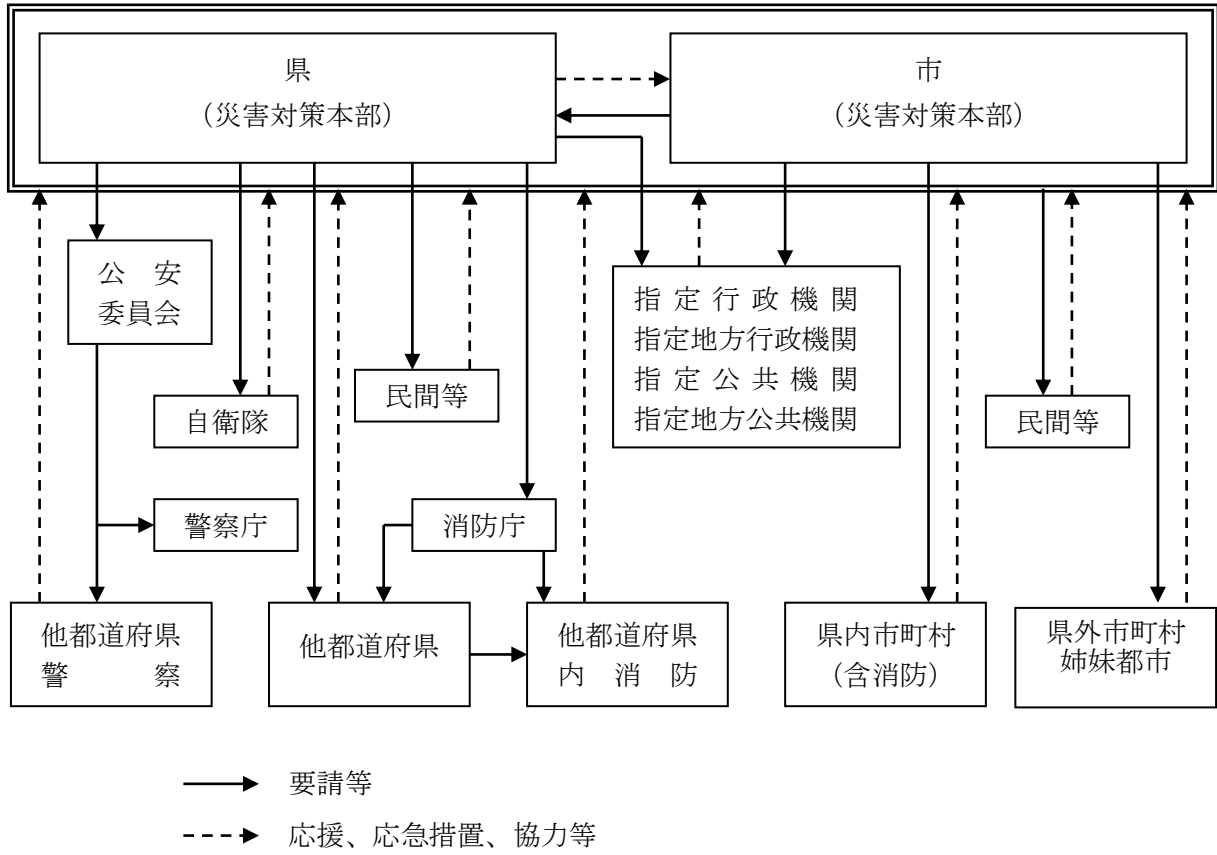 県
（災害対策本部）
市
（災害対策本部）
公　安
委員会
自衛隊
民間等
指 定 行 政 機 関
指定地方行政機関
指 定 公 共 機 関
指定地方公共機関
民間等
警察庁
消防庁
他都道府県
警　　　察
他都道府県
他都道府県
内　消　防
県内市町村
（含消防）
県外市町村
姉妹都市
要請等
応援、応急措置、協力等